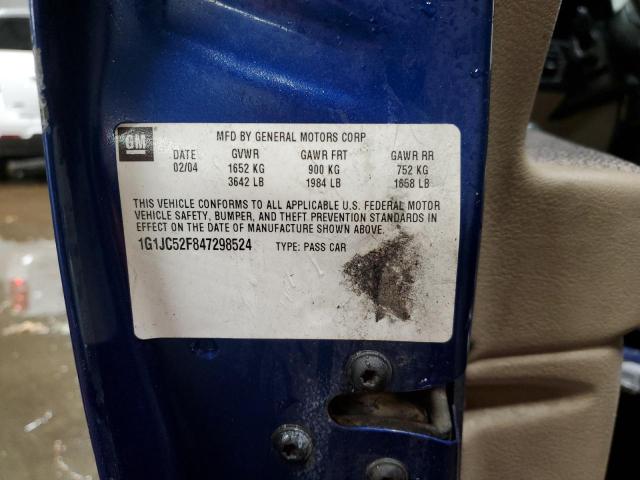 GM MFD BY GENERAL MOTORS CORP
DATE GVWR GAWR FRT GAWR RR
02/04 1652 KG 900 KG 752 KG
3642 LB 1984 LB 1658 LB
THIS VEHICLE CONFORMS TO ALL APPLICABLE U.S. FEDERAL MOTOR
VEHICLE SAFETY, BUMPER, AND THEFT PREVENTION STANDARDS IN
EFFECT ON THE DATE OF MANUFACTURE SHOWN ABOVE.
1G1JC52F847298524 TYPE: PASS CAR